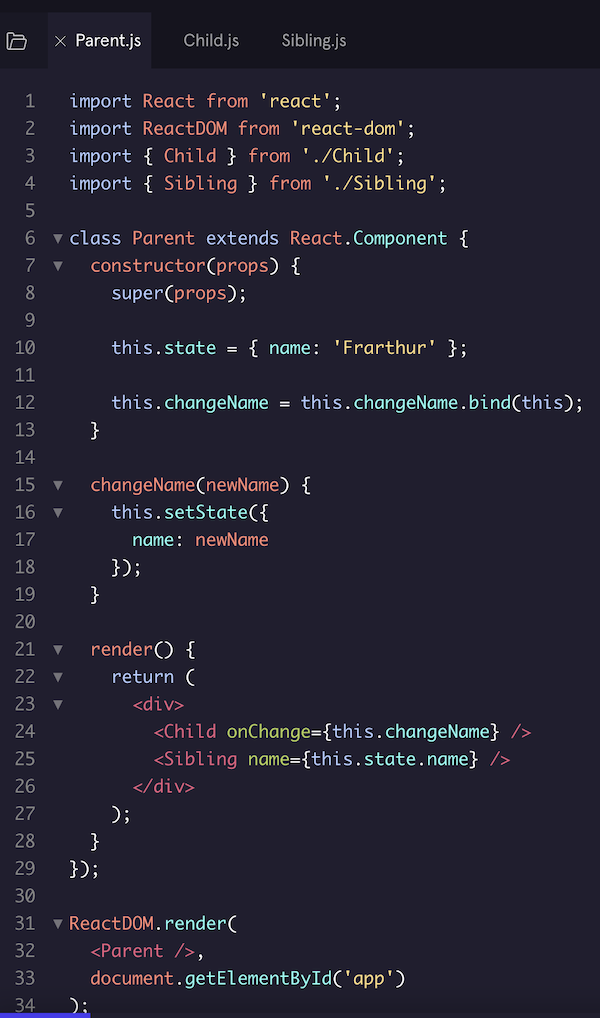 Parent.js Child.js Sibling.js
1 import React from 'react';
2 import ReactDOM from 'react-dom';
3 import { Child } from './Child';
4 import { Sibling } from './Sibling';
5
6 class Parent extends React.Component {
7   constructor(props) {
8     super(props);
9
10     this.state = { name: 'Frarthur' };
11
12     this.changeName = this.changeName.bind(this);
13   }
14
15   changeName(newName) {
16     this.setState({
17       name: newName
18     });
19   }
20
21   render() {
22     return (
23       <div>
24         <Child onChange={this.changeName} />
25         <Sibling name={this.state.name} />
26       </div>
27     );
28   }
29 });
30
31 ReactDOM.render(
32   <Parent />,
33   document.getElementById('app')
34 );